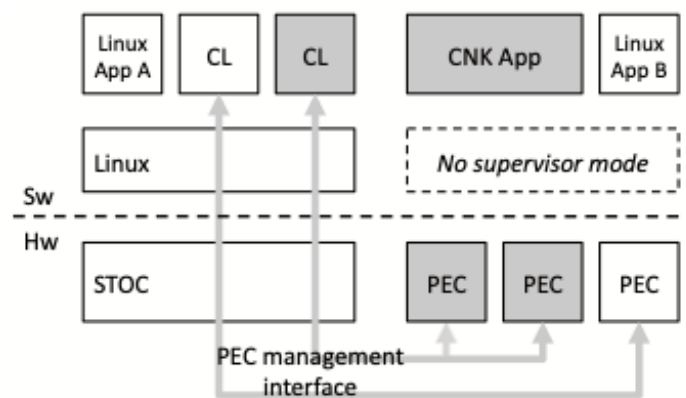 Linux
App A
CL
CL
CNK App
Linux
App B
Linux
No supervisor mode
Sw
Hw
STOC
PEC
PEC
PEC
PEC management
interface